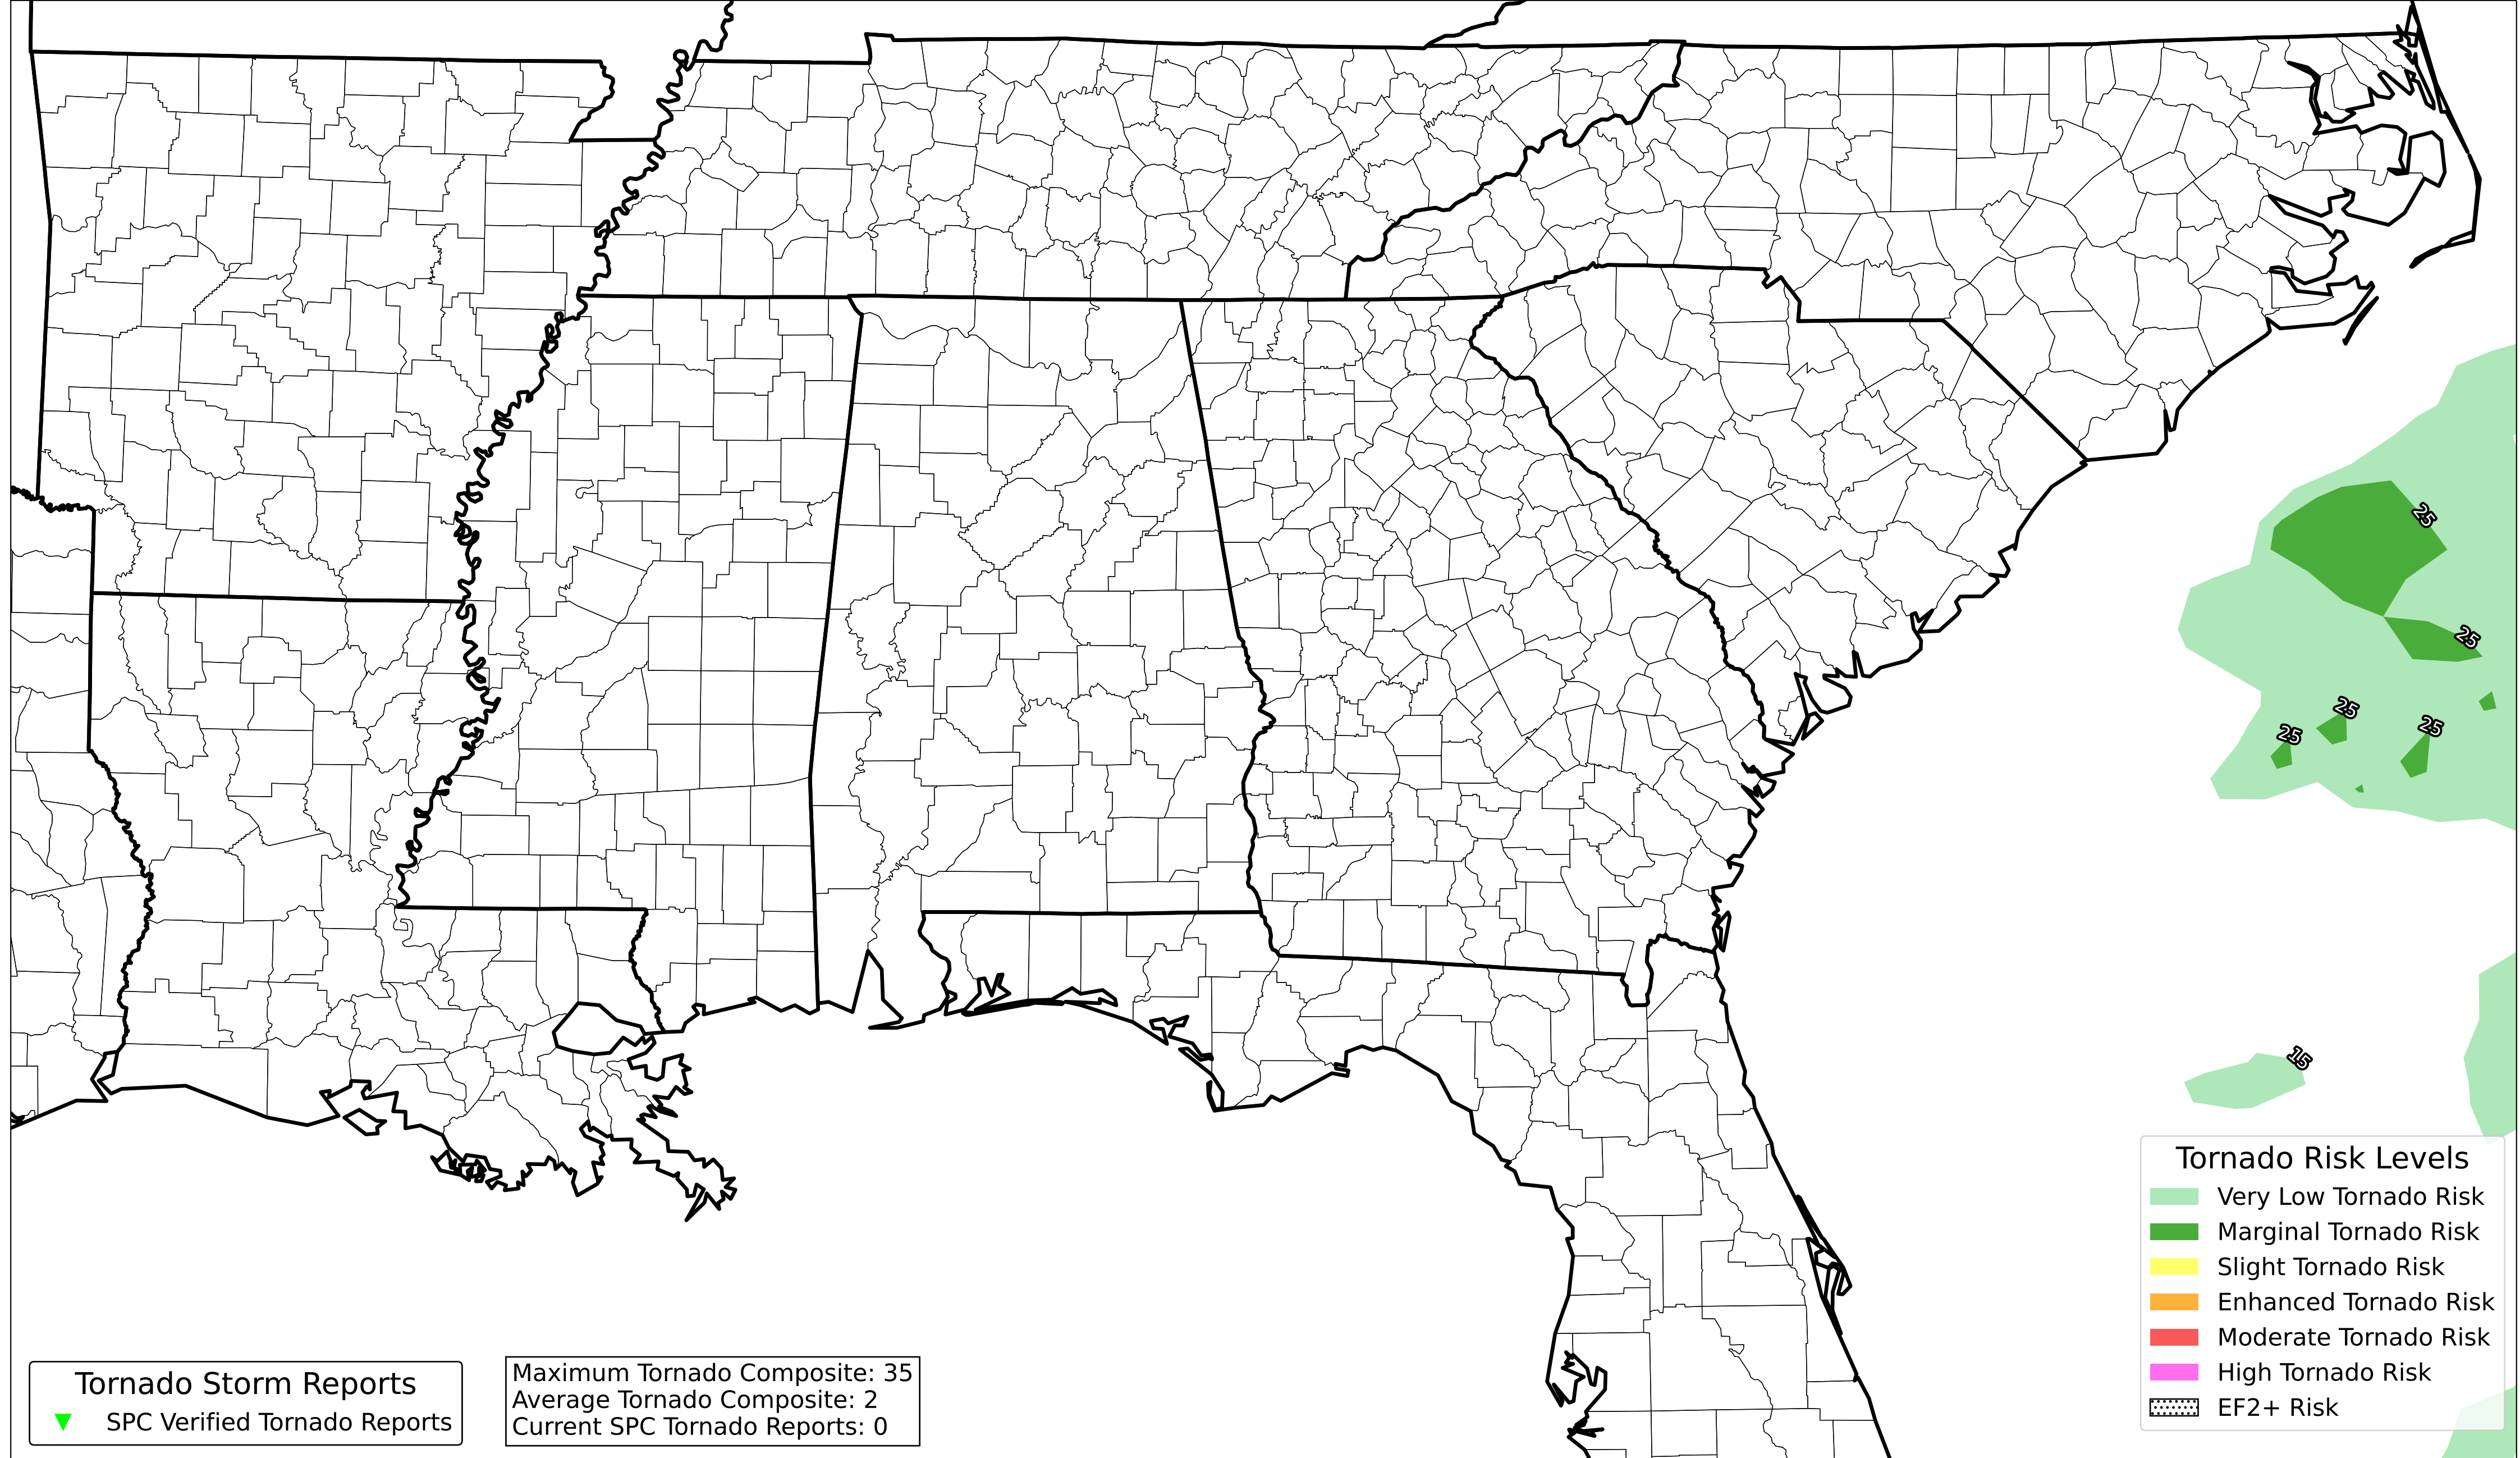 25
25
25
25
25
15
Tornado Risk Levels
Very Low Tornado Risk
Marginal Tornado Risk
Slight Tornado Risk
Enhanced Tornado Risk
Moderate Tornado Risk
High Tornado Risk
EF2+ Risk
Tornado Storm Reports
SPC Verified Tornado Reports
Maximum Tornado Composite: 35
Average Tornado Composite: 2
Current SPC Tornado Reports: 0